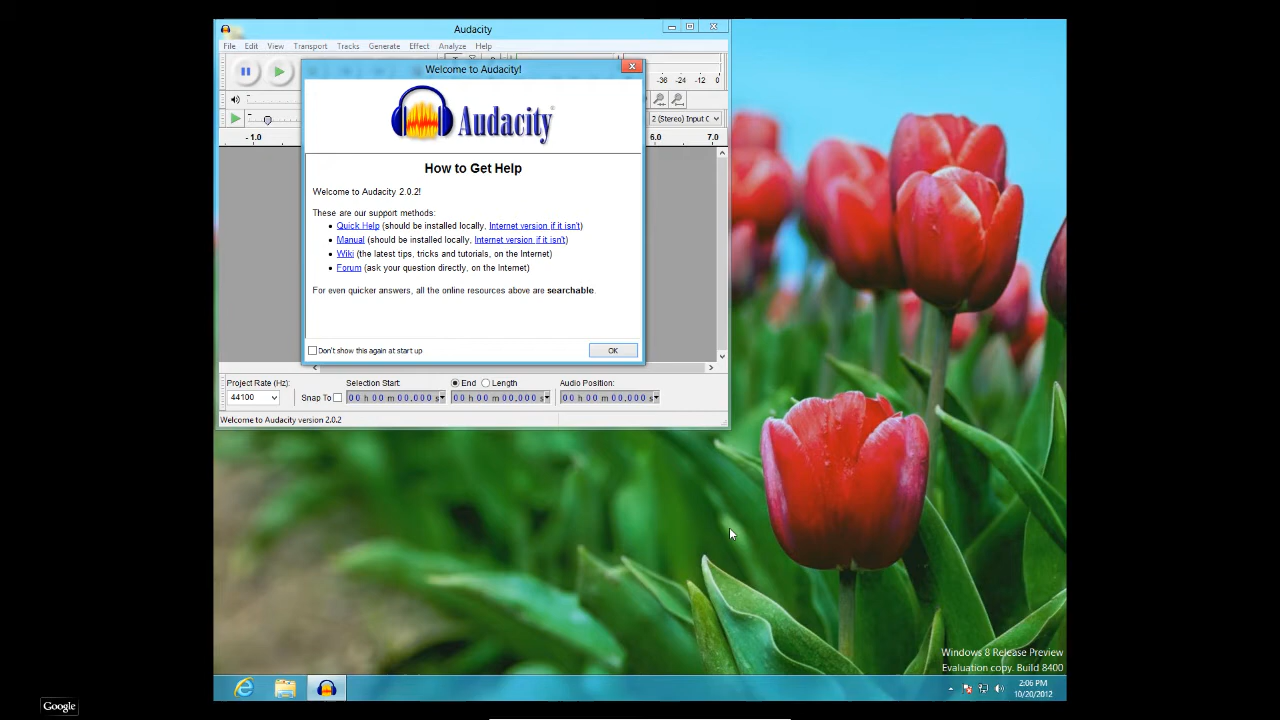 Audacity
File Edit View Transport Tracks Generate Effect Analyze Help
Welcome to Audacity!
-36 -24 -12 0
2 (Stereo) Input C
- 1.0
6.0 7.0
Audacity
How to Get Help
Welcome to Audacity 2.0.2!
These are our support methods:
Quick Help (should be installed locally, Internet version if it isn't)
Manual (should be installed locally, Internet version if it isn't)
Wiki (the latest tips, tricks and tutorials, on the Internet)
Forum (ask your question directly, on the Internet)
For even quicker answers, all the online resources above are searchable.
Don't show this again at start up
OK
Project Rate (Hz):
Selection Start:
End
Length
Audio Position:
44100
Snap To
00 h 00 m 00.000 s
00 h 00 m 00.000 s
00 h 00 m 00.000 s
Welcome to Audacity version 2.0.2
Windows 8 Release Preview
Evaluation copy. Build 8400
2:06 PM
10/20/2012
Google